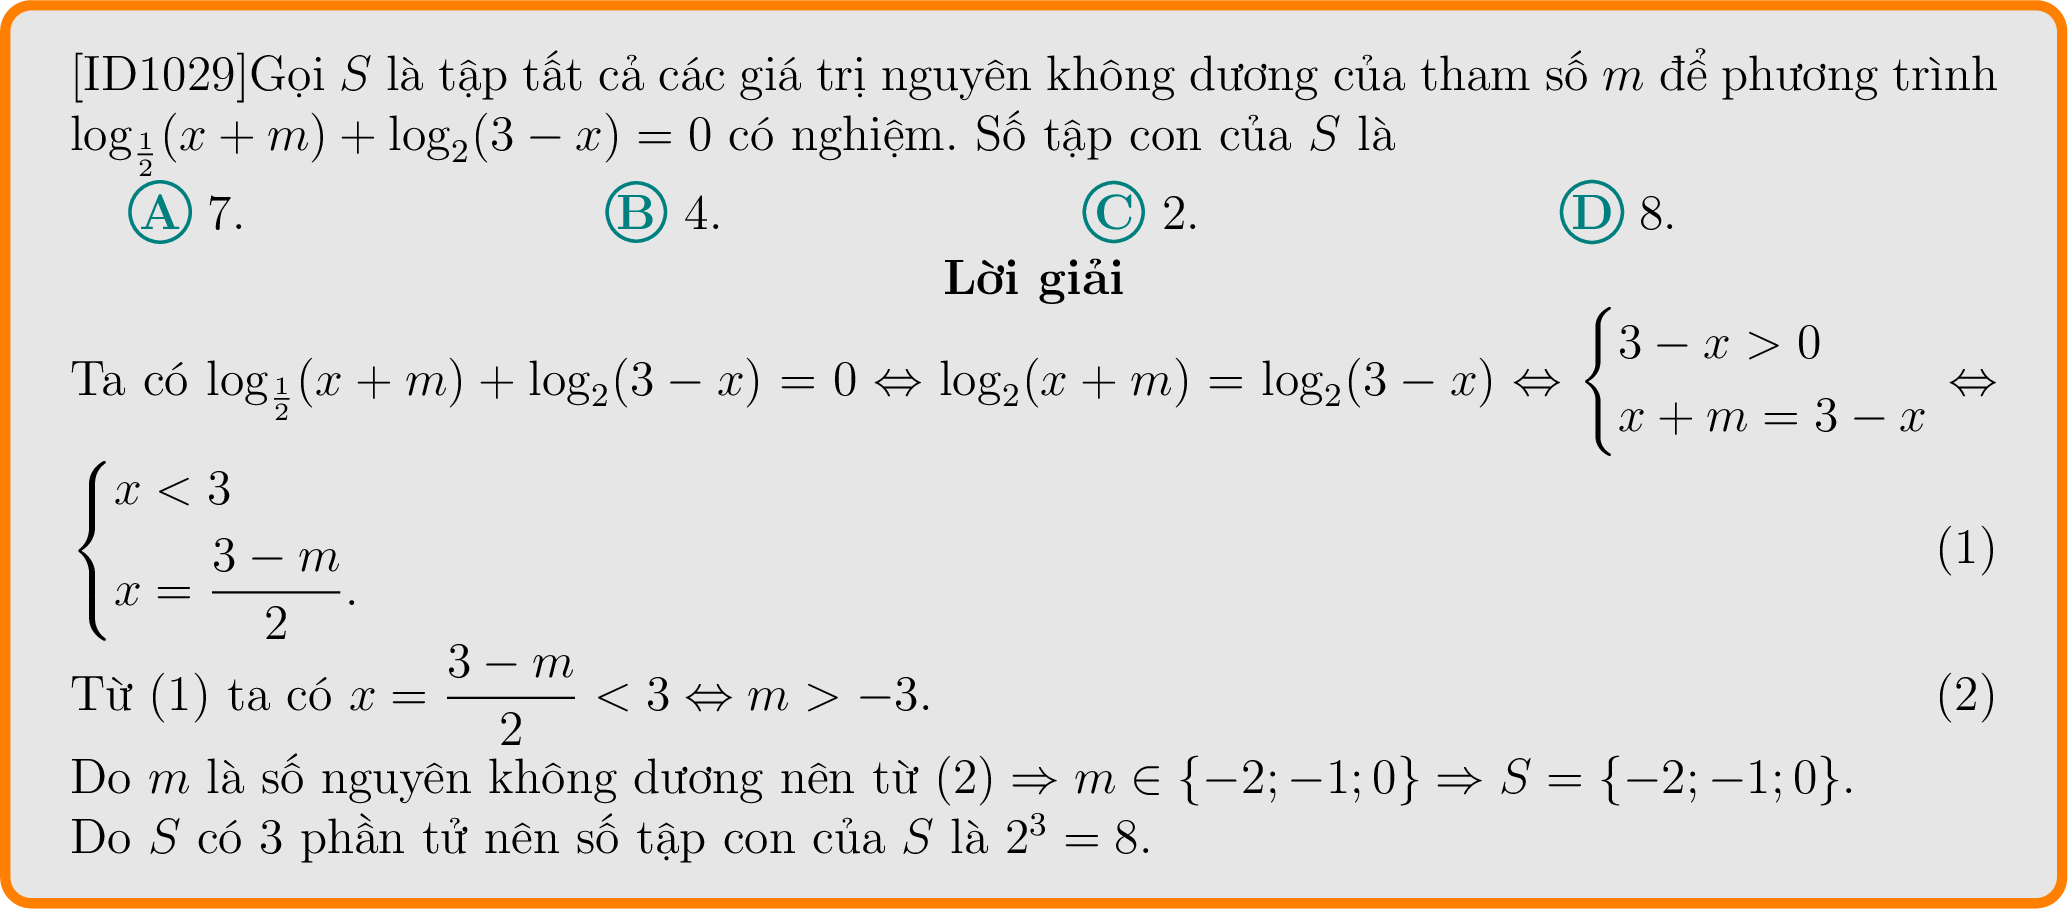 [ID1029]Gọi S là tập tất cả các giá trị nguyên không dương của tham số m để phương trình
$\log_{\frac{1}{2}}(x + m) + \log_2(3 - x) = 0$ có nghiệm. Số tập con của S là
A 7. B 4. C 2. D 8.
Lời giải
Ta có $\log_{\frac{1}{2}}(x + m) + \log_2(3 - x) = 0 \Leftrightarrow \log_2(x + m) = \log_2(3 - x) \Leftrightarrow \begin{cases} 3 - x > 0 \\ x + m = 3 - x \end{cases} \Leftrightarrow$
$\begin{cases} x < 3 \\ x = \dfrac{3 - m}{2}. \end{cases}$ (1)
Từ (1) ta có $x = \dfrac{3 - m}{2} < 3 \Leftrightarrow m > -3.$ (2)
Do m là số nguyên không dương nên từ (2) $\Rightarrow m \in \{-2; -1; 0\} \Rightarrow S = \{-2; -1; 0\}.$
Do S có 3 phần tử nên số tập con của S là $2^3 = 8.$